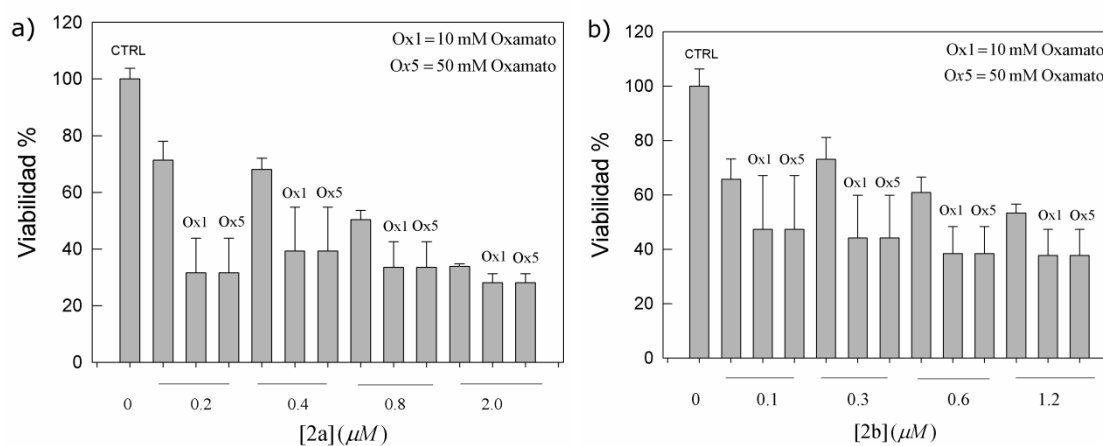 a)
120
100
80
60
40
20
0
Viabilidad %
CTRL
Ox1 = 10 mM Oxamato
Ox5 = 50 mM Oxamato
Ox1 Ox5
Ox1 Ox5
Ox1 Ox5
Ox1 Ox5
0 0.2 0.4 0.8 2.0
[2a] (μM)
b)
120
100
80
60
40
20
0
Viabilidad %
CTRL
Ox1 = 10 mM Oxamato
Ox5 = 50 mM Oxamato
Ox1 Ox5
Ox1 Ox5
Ox1 Ox5
Ox1 Ox5
0 0.1 0.3 0.6 1.2
[2b] (μM)